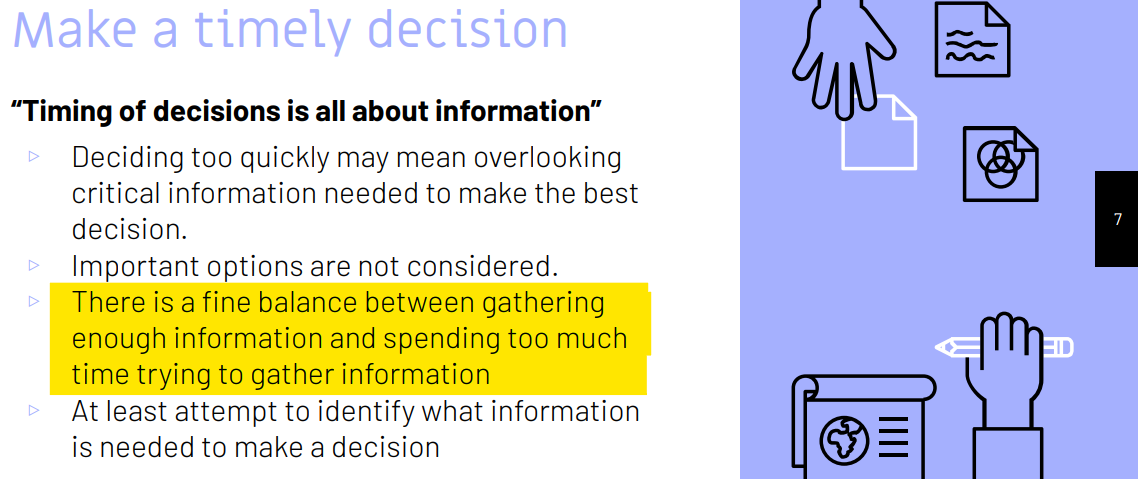 Make a timely decision
“Timing of decisions is all about information”
Deciding too quickly may mean overlooking
critical information needed to make the best
decision.
Important options are not considered.
There is a fine balance between gathering
enough information and spending too much
time trying to gather information
At least attempt to identify what information
is needed to make a decision
7